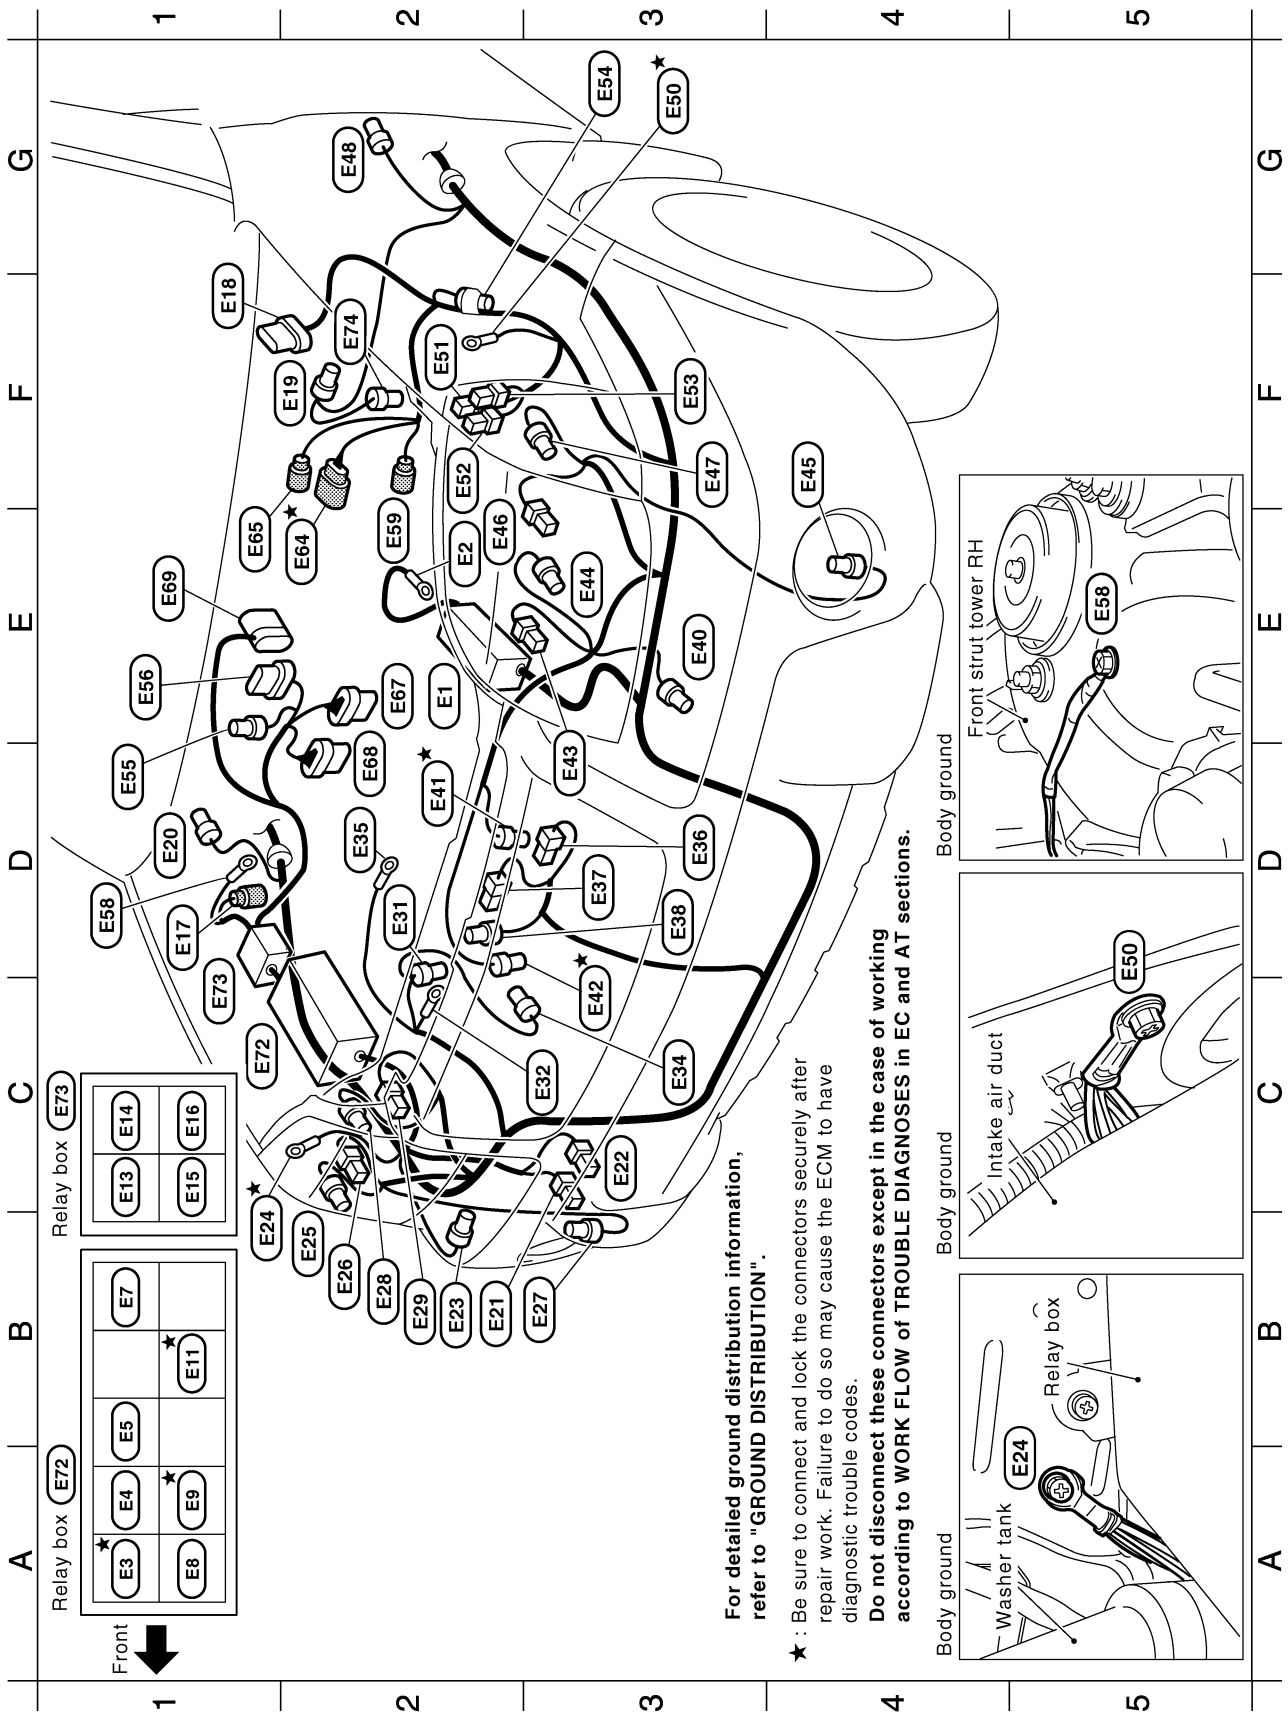 A
B
C
D
E
F
G
1
2
3
4
5
Front
Relay box E72
E3 ★
E4
E5
E7
E8
E9 ★
E11 ★
Relay box E73
E13
E14
E15
E16
E58
E17
E73
E72
E20
E55
E56
E69
E65
E64 ★
E19
E18
E74
E48
E59
E2
E46
E51
E52
E54
E50 ★
E53
E47
E45
E44
E40
E43
E1
E67
E68
E41 ★
E35
E31
E36
E37
E38
E42 ★
E34
E32
E24 ★
E25
E26
E28
E29
E23
E21
E27
E22
For detailed ground distribution information,
refer to "GROUND DISTRIBUTION".
★ : Be sure to connect and lock the connectors securely after
repair work. Failure to do so may cause the ECM to have
diagnostic trouble codes.
Do not disconnect these connectors except in the case of working
according to WORK FLOW of TROUBLE DIAGNOSES in EC and AT sections.
Body ground
Washer tank
E24
Relay box
Body ground
Intake air duct
E50
Body ground
Front strut tower RH
E58
A
B
C
D
E
F
G
1
2
3
4
5